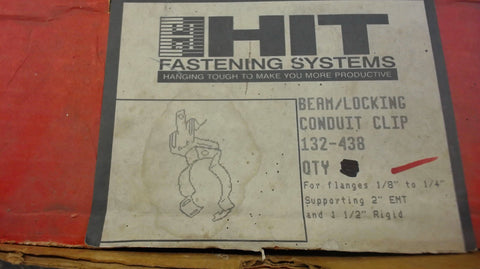 HIT
FASTENING SYSTEMS
HANGING TOUGH TO MAKE YOU MORE PRODUCTIVE
BEAM/LOCKING
CONDUIT CLIP
132-438
QTY
For flanges 1/8" to 1/4"
Supporting 2" EMT
and 1 1/2" Rigid